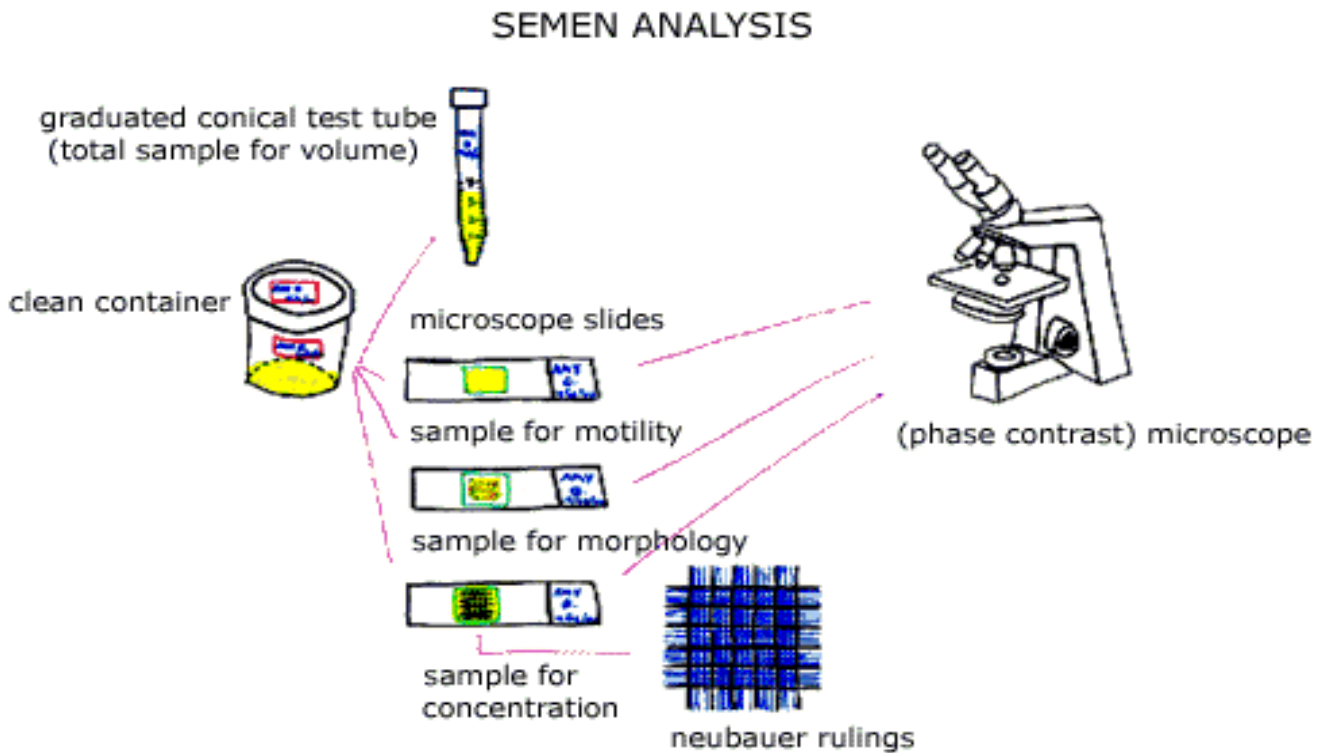 SEMEN ANALYSIS
graduated conical test tube
(total sample for volume)
clean container
microscope slides
sample for motility
(phase contrast) microscope
sample for morphology
sample for
concentration
neubauer rulings